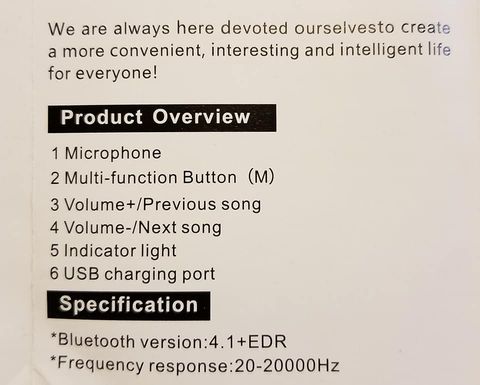 We are always here devoted ourselvesto create
a more convenient, interesting and intelligent life
for everyone!
Product Overview
1 Microphone
2 Multi-function Button (M)
3 Volume+/Previous song
4 Volume-/Next song
5 Indicator light
6 USB charging port
Specification
*Bluetooth version:4.1+EDR
*Frequency response:20-20000Hz